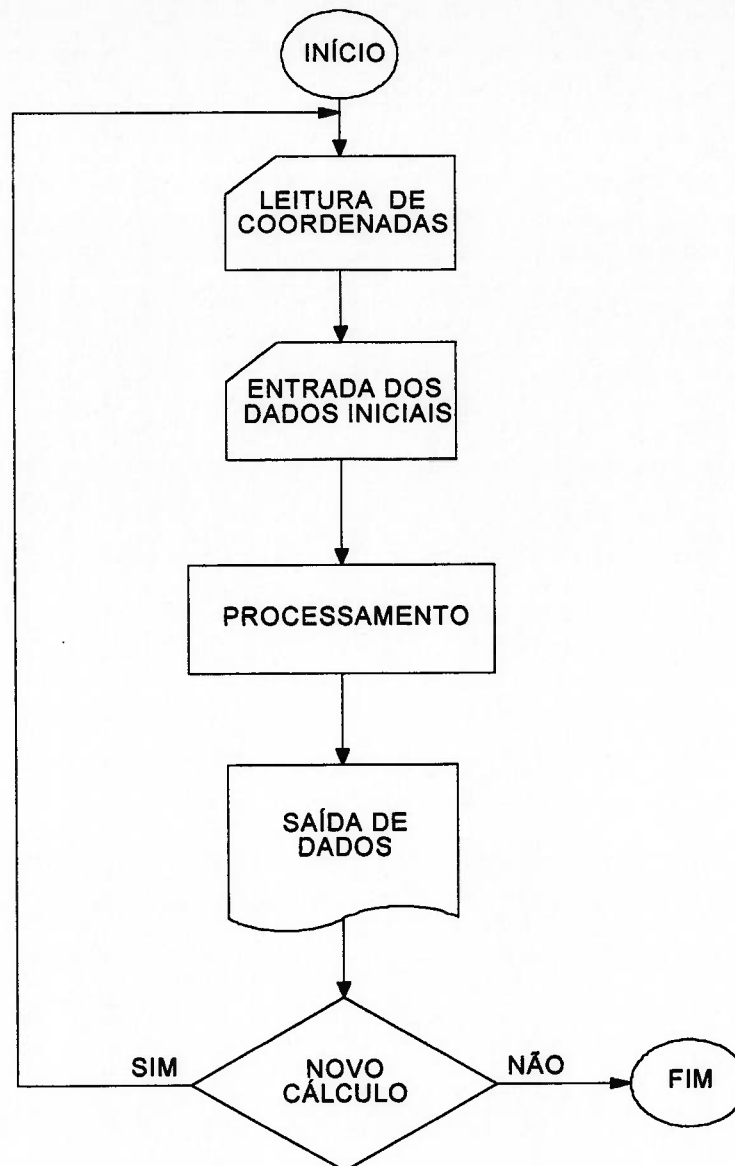 INÍCIO
LEITURA DE
COORDENADAS
ENTRADA DOS
DADOS INICIAIS
PROCESSAMENTO
SAÍDA DE
DADOS
SIM
NOVO
CÁLCULO
NÃO
FIM